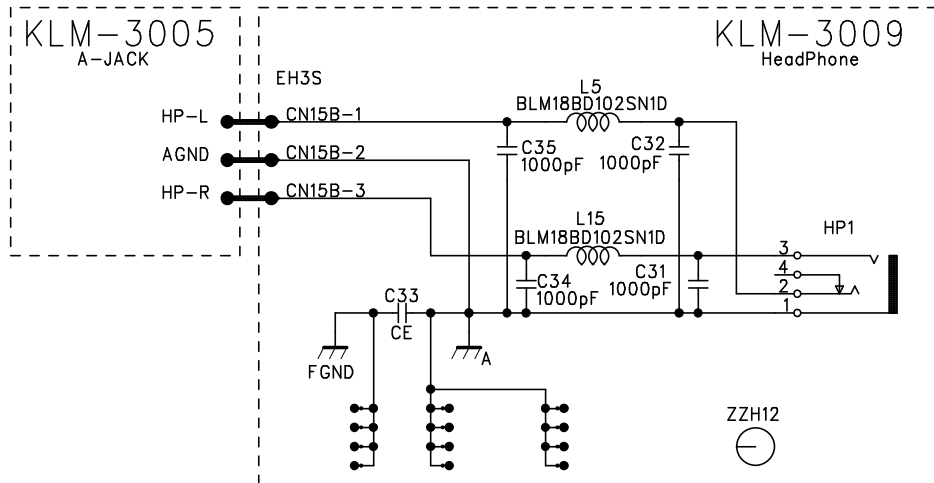 KLM-3005
A-JACK
KLM-3009
HeadPhone
EH3S
HP-L
CN15B-1
AGND
CN15B-2
HP-R
CN15B-3
L5
BLM18BD102SN1D
C35
1000pF
C32
1000pF
L15
BLM18BD102SN1D
C34
1000pF
C31
1000pF
HP1
3
4
2
1
C33
CE
FGND
A
ZZH12